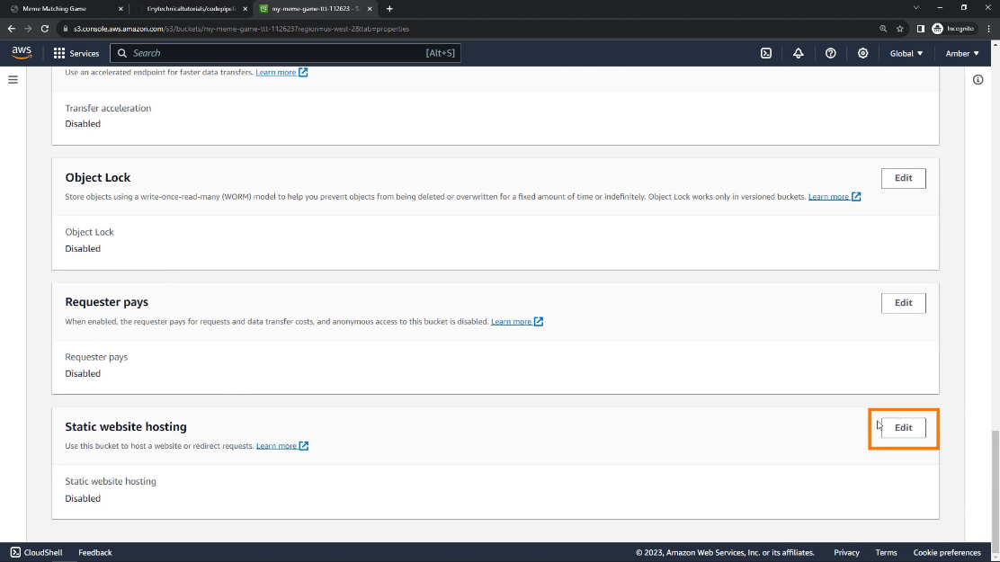 Meme Matching Game
tinytechnicaltutorials/codepipeli
my-meme-game-ttt-112623 - S3
s3.console.aws.amazon.com/s3/buckets/my-meme-game-ttt-112623?region=us-west-2&tab=properties
Incognito
aws
Services
Search
[Alt+S]
Global
Amber
Use an accelerated endpoint for faster data transfers. Learn more
Transfer acceleration
Disabled
Object Lock
Edit
Store objects using a write-once-read-many (WORM) model to help you prevent objects from being deleted or overwritten for a fixed amount of time or indefinitely. Object Lock works only in versioned buckets. Learn more
Object Lock
Disabled
Requester pays
Edit
When enabled, the requester pays for requests and data transfer costs, and anonymous access to this bucket is disabled. Learn more
Requester pays
Disabled
Static website hosting
Edit
Use this bucket to host a website or redirect requests. Learn more
Static website hosting
Disabled
CloudShell
Feedback
© 2023, Amazon Web Services, Inc. or its affiliates.
Privacy
Terms
Cookie preferences